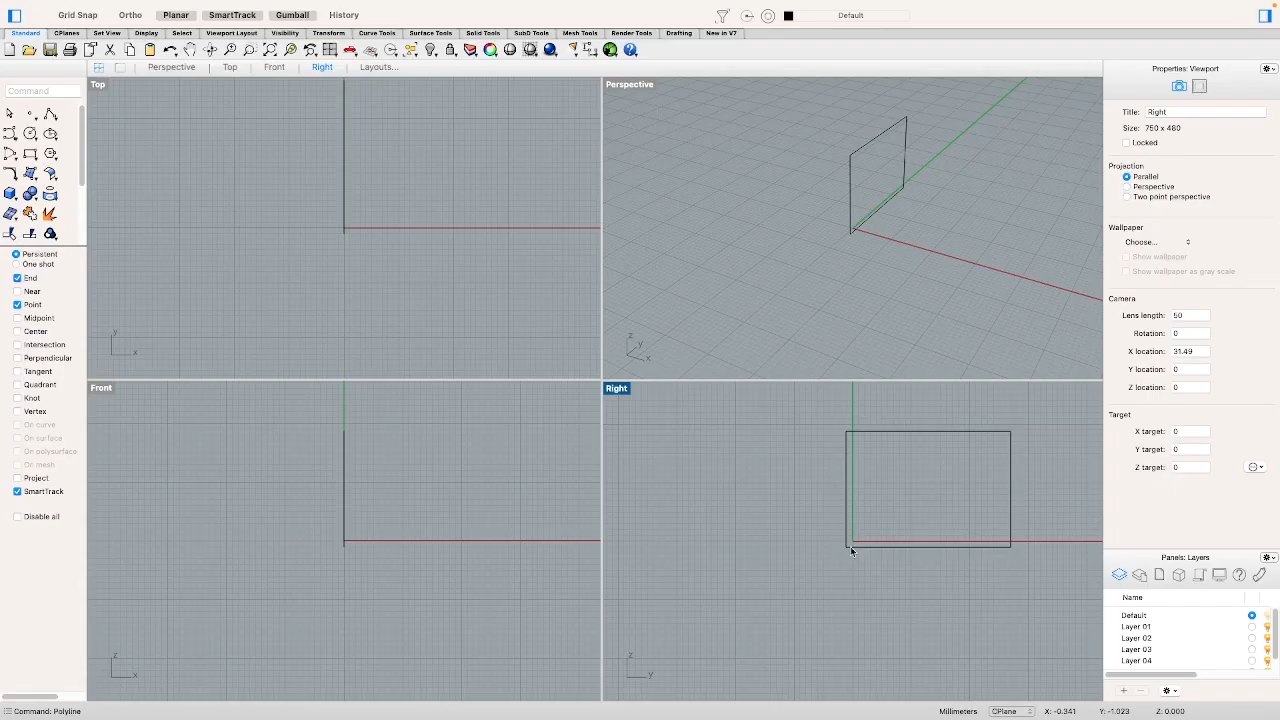 Grid Snap Ortho Planar SmartTrack Gumball History Default
Standard CPlanes Set View Display Select Viewport Layout Visibility Transform Curve Tools Surface Tools Solid Tools SubD Tools Mesh Tools Render Tools Drafting New in V7
Perspective Top Front Right Layouts...
Command
Persistent
One shot
End
Near
Point
Midpoint
Center
Intersection
Perpendicular
Tangent
Quadrant
Knot
Vertex
On curve
On surface
On polysurface
On mesh
Project
SmartTrack
Disable all
Top
y
x
Perspective
z
y
x
Front
z
x
Right
z
y
Properties: Viewport
Title: Right
Size: 750 x 480
Locked
Projection
Parallel
Perspective
Two point perspective
Wallpaper
Choose...
Show wallpaper
Show wallpaper as gray scale
Camera
Lens length: 50
Rotation: 0
X location: 31.49
Y location: 0
Z location: 0
Target
X target: 0
Y target: 0
Z target: 0
Panels: Layers
Name
Default
Layer 01
Layer 02
Layer 03
Layer 04
Command: Polyline
Millimeters CPlane X: -0.341 Y: -1.023 Z: 0.000